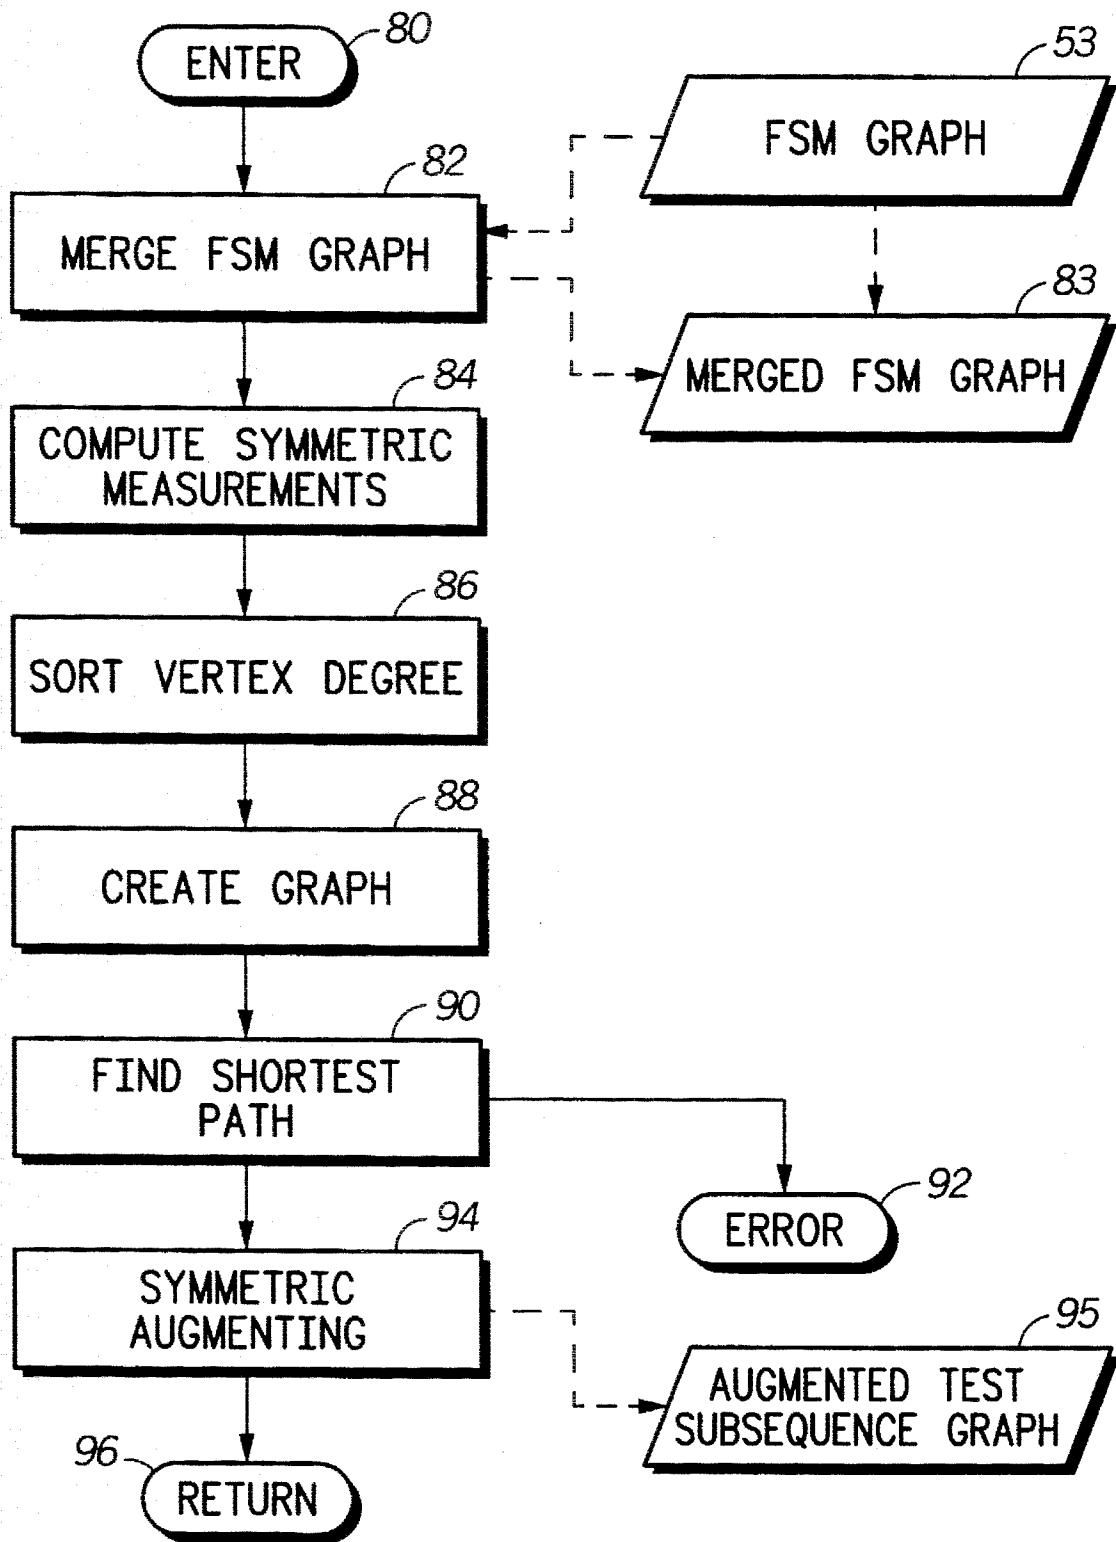 80
ENTER
53
FSM GRAPH
82
MERGE FSM GRAPH
83
MERGED FSM GRAPH
84
COMPUTE SYMMETRIC
MEASUREMENTS
86
SORT VERTEX DEGREE
88
CREATE GRAPH
90
FIND SHORTEST
PATH
92
ERROR
94
SYMMETRIC
AUGMENTING
95
AUGMENTED TEST
SUBSEQUENCE GRAPH
96
RETURN